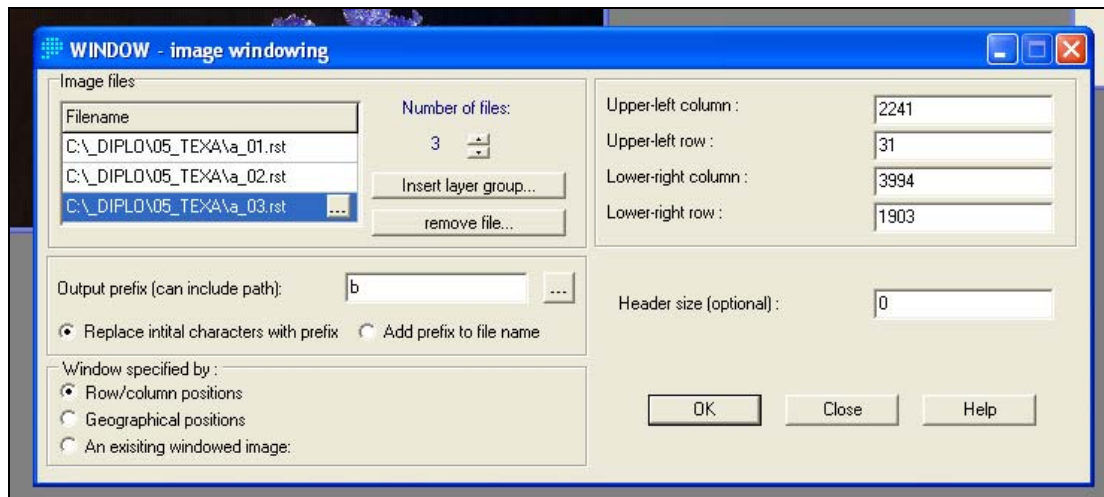 WINDOW - image windowing
Image files
Filename
C:\_DIPLO\05_TEXA\a_01.rst
C:\_DIPLO\05_TEXA\a_02.rst
C:\_DIPLO\05_TEXA\a_03.rst ...
Number of files:
3
Insert layer group...
remove file...
Upper-left column : 2241
Upper-left row : 31
Lower-right column : 3994
Lower-right row : 1903
Output prefix (can include path): b ...
Replace intital characters with prefix Add prefix to file name
Header size (optional) : 0
Window specified by :
Row/column positions
Geographical positions
An exisiting windowed image:
OK Close Help